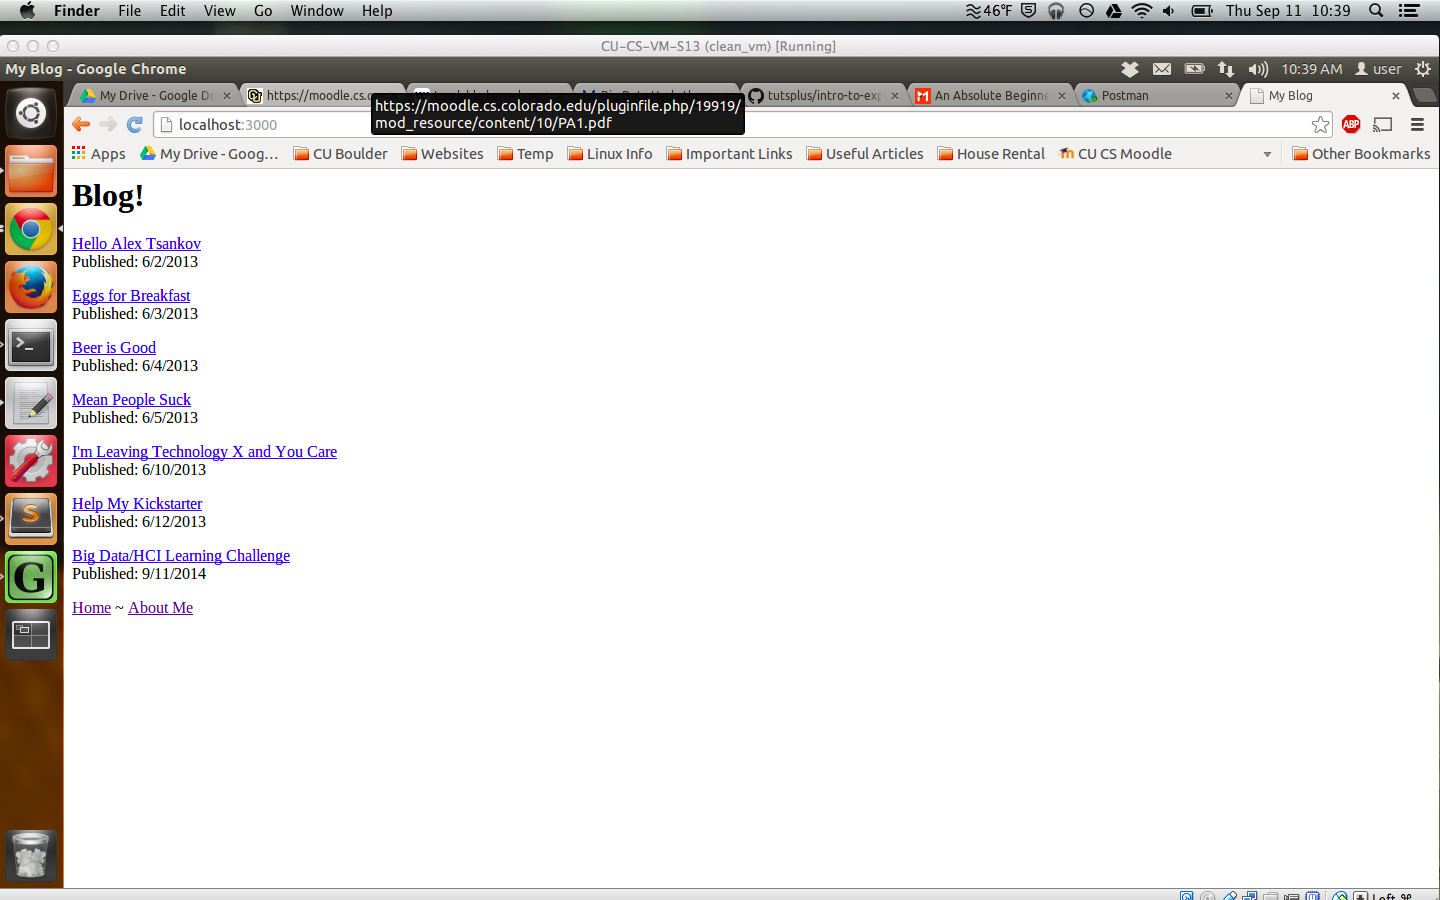 Finder File Edit View Go Window Help 46°F Thu Sep 11 10:39
CU-CS-VM-S13 (clean_vm) [Running]
My Blog - Google Chrome 10:39 AM user
My Drive - Google Dr https://moodle.cs.c tutsplus/intro-to-exp An Absolute Beginne Postman My Blog
https://moodle.cs.colorado.edu/pluginfile.php/19919/
mod_resource/content/10/PA1.pdf
localhost:3000 ABP
Apps My Drive - Goog... CU Boulder Websites Temp Linux Info Important Links Useful Articles House Rental CU CS Moodle Other Bookmarks
Blog!
Hello Alex Tsankov
Published: 6/2/2013
Eggs for Breakfast
Published: 6/3/2013
Beer is Good
Published: 6/4/2013
Mean People Suck
Published: 6/5/2013
I'm Leaving Technology X and You Care
Published: 6/10/2013
Help My Kickstarter
Published: 6/12/2013
Big Data/HCI Learning Challenge
Published: 9/11/2014
Home ~ About Me
Left ⌘